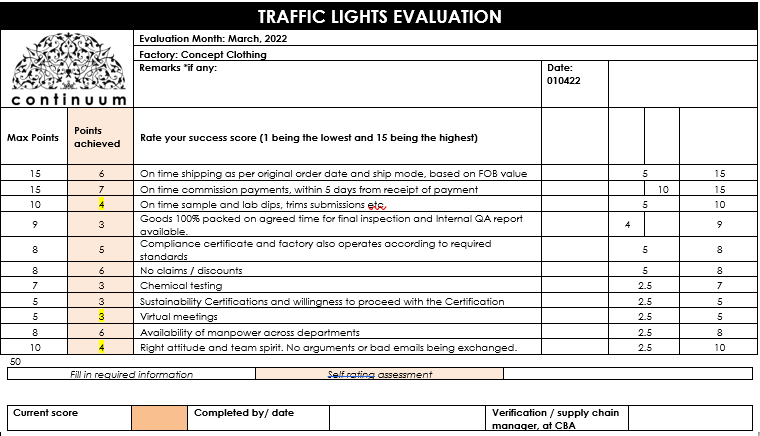 TRAFFIC LIGHTS EVALUATION
continuum
Evaluation Month: March, 2022
Factory: Concept Clothing
Remarks *if any:
Date:
010422
Max Points
Points
achieved
Rate your success score (1 being the lowest and 15 being the highest)
15 6 On time shipping as per original order date and ship mode, based on FOB value 5 15
15 7 On time commission payments, within 5 days from receipt of payment 10 15
10 4 On time sample and lab dips, trims submissions etc. 5 10
9 3 Goods 100% packed on agreed time for final inspection and Internal QA report
available. 4 9
8 5 Compliance certificate and factory also operates according to required
standards 5 8
8 6 No claims / discounts 5 8
7 3 Chemical testing 2.5 7
5 3 Sustainability Certifications and willingness to proceed with the Certification 2.5 5
5 3 Virtual meetings 2.5 5
8 6 Availability of manpower across departments 2.5 8
10 4 Right attitude and team spirit. No arguments or bad emails being exchanged. 2.5 10
50
Fill in required information Self rating assessment
Current score Completed by/ date Verification / supply chain
manager, at CBA